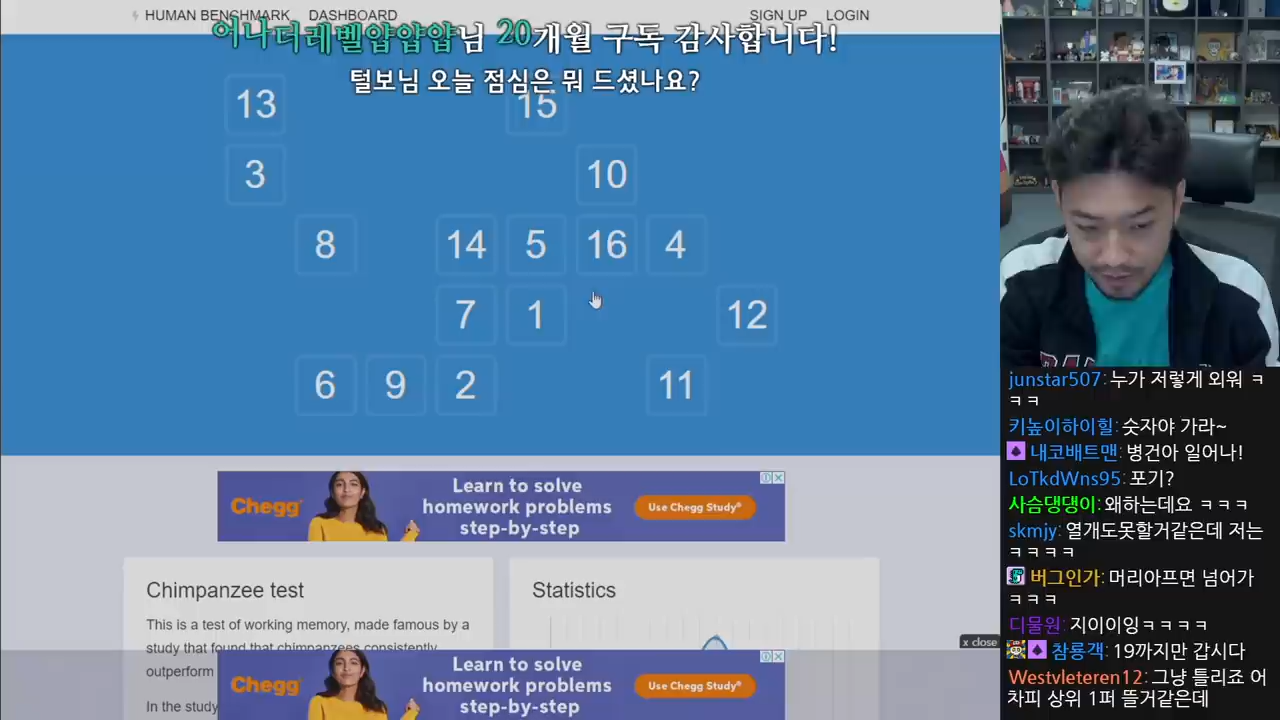 HUMAN BENCHMARK DASHBOARD SIGN UP LOGIN
어나더레벨얍얍얍님 20개월 구독 감사합니다!
털보님 오늘 점심은 뭐 드셨나요?
13 15
3 10
8 14 5 16 4
7 1 12
6 9 2 11
Chegg
Learn to solve
homework problems
step-by-step
Use Chegg Study
Chimpanzee test
This is a test of working memory, made famous by a
study that found that chimpanzees consistently
outperform
In the study
Statistics
x close
Chegg
Learn to solve
homework problems
step-by-step
Use Chegg Study
junstar507: 누가 저렇게 외워 ㅋ
ㅋㅋ
키높이하이힐: 숫자야 가라~
내코배트맨: 병건아 일어나!
LoTkdWns95: 포기?
사슴댕댕이: 왜하는데요 ㅋㅋㅋ
skmjy: 열개도못할거같은데 저는
ㅋㅋㅋㅋ
버그인가: 머리아프면 넘어가
ㅋㅋㅋ
디물원: 지이이잉ㅋㅋㅋㅋ
참룡객: 19까지만 갑시다
Westvleteren12: 그냥 틀리죠 어
차피 상위 1퍼 뜰거같은데